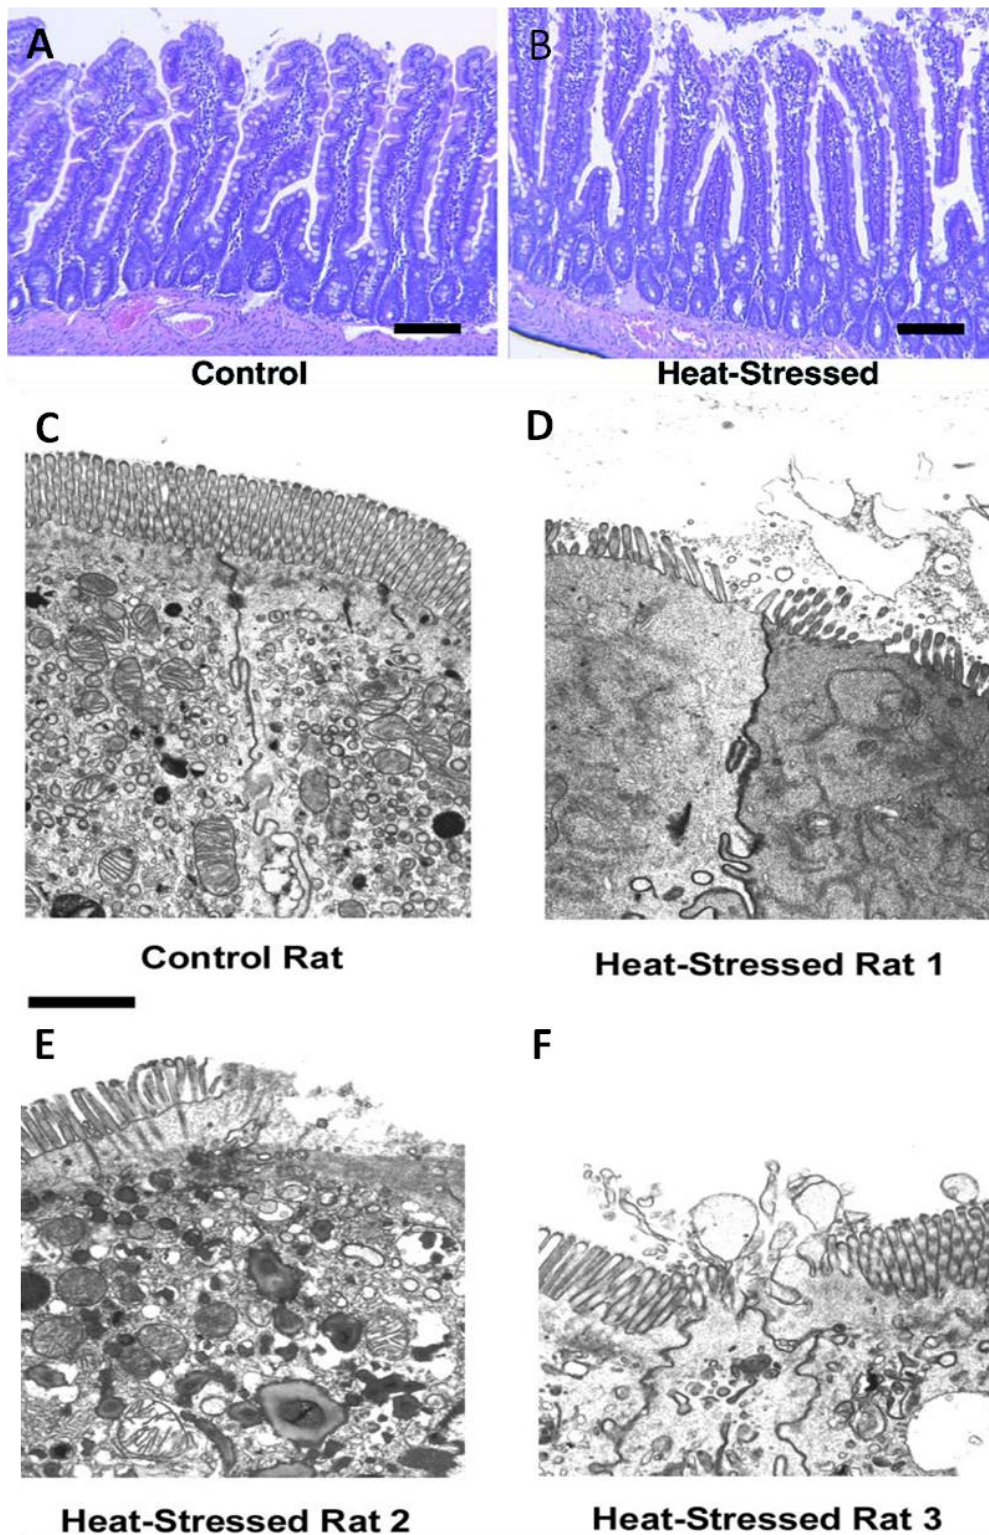 A B
Control Heat-Stressed
C D
Control Rat Heat-Stressed Rat 1
E F
Heat-Stressed Rat 2 Heat-Stressed Rat 3